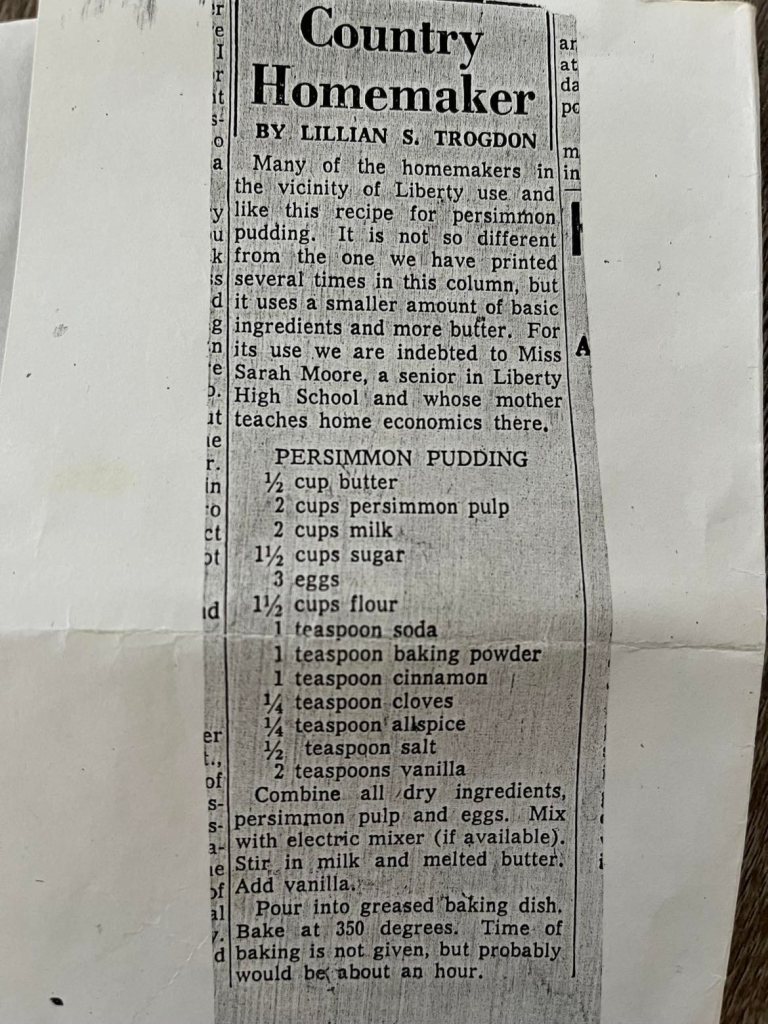 Country
Homemaker
BY LILLIAN S. TROGDON
Many of the homemakers in
the vicinity of Liberty use and
like this recipe for persimmon
pudding. It is not so different
from the one we have printed
several times in this column, but
it uses a smaller amount of basic
ingredients and more butter. For
its use we are indebted to Miss
Sarah Moore, a senior in Liberty
High School and whose mother
teaches home economics there.
PERSIMMON PUDDING
½ cup butter
2 cups persimmon pulp
2 cups milk
1½ cups sugar
3 eggs
1½ cups flour
1 teaspoon soda
1 teaspoon baking powder
1 teaspoon cinnamon
¼ teaspoon cloves
¼ teaspoon allspice
½ teaspoon salt
2 teaspoons vanilla
Combine all dry ingredients,
persimmon pulp and eggs. Mix
with electric mixer (if available).
Stir in milk and melted butter.
Add vanilla.
Pour into greased baking dish.
Bake at 350 degrees. Time of
baking is not given, but probably
would be about an hour.